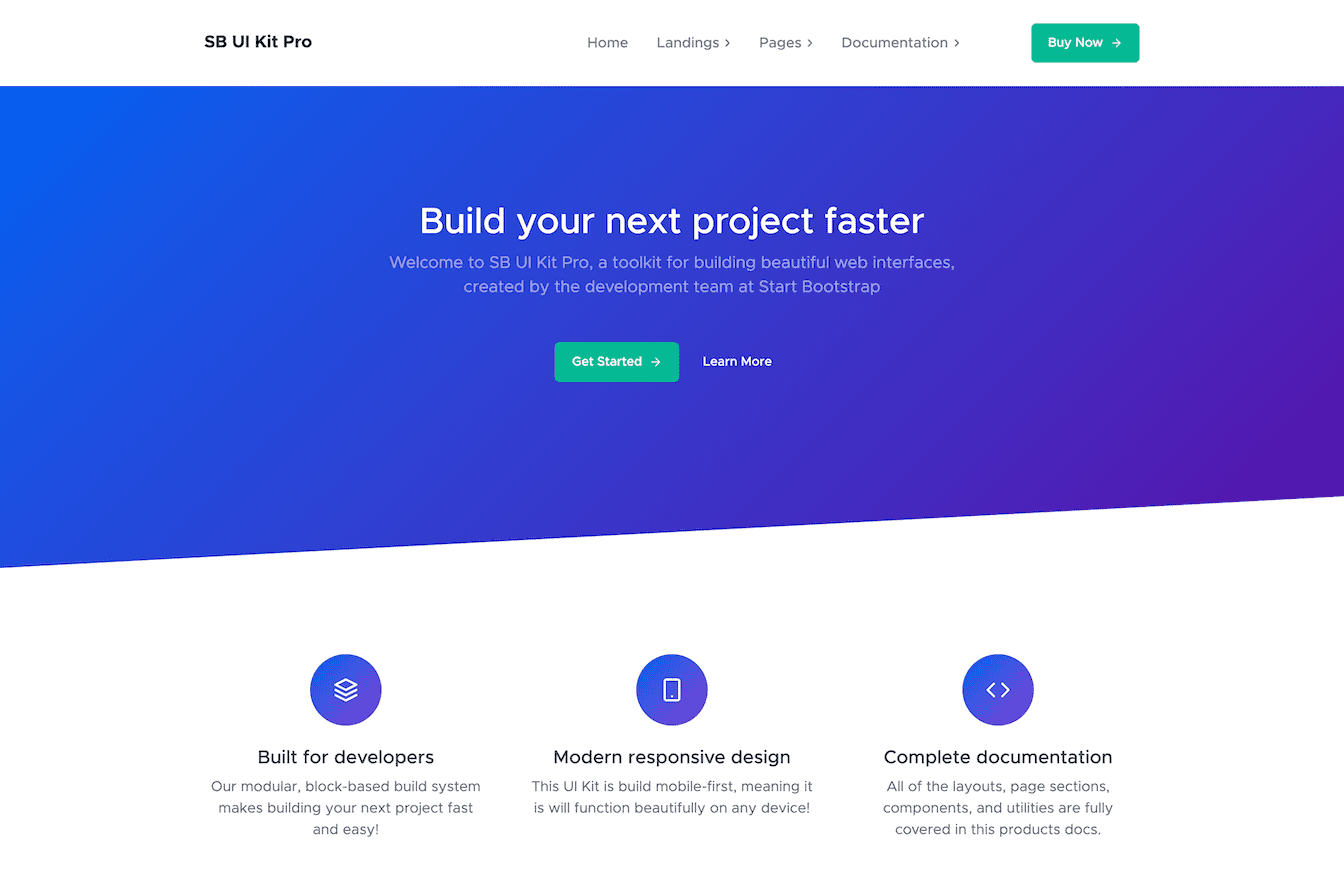 SB UI Kit Pro
Home
Landings
Pages
Documentation
Buy Now
Build your next project faster
Welcome to SB UI Kit Pro, a toolkit for building beautiful web interfaces,
created by the development team at Start Bootstrap
Get Started
Learn More
Built for developers
Our modular, block-based build system
makes building your next project fast
and easy!
Modern responsive design
This UI Kit is build mobile-first, meaning it
is will function beautifully on any device!
Complete documentation
All of the layouts, page sections,
components, and utilities are fully
covered in this products docs.